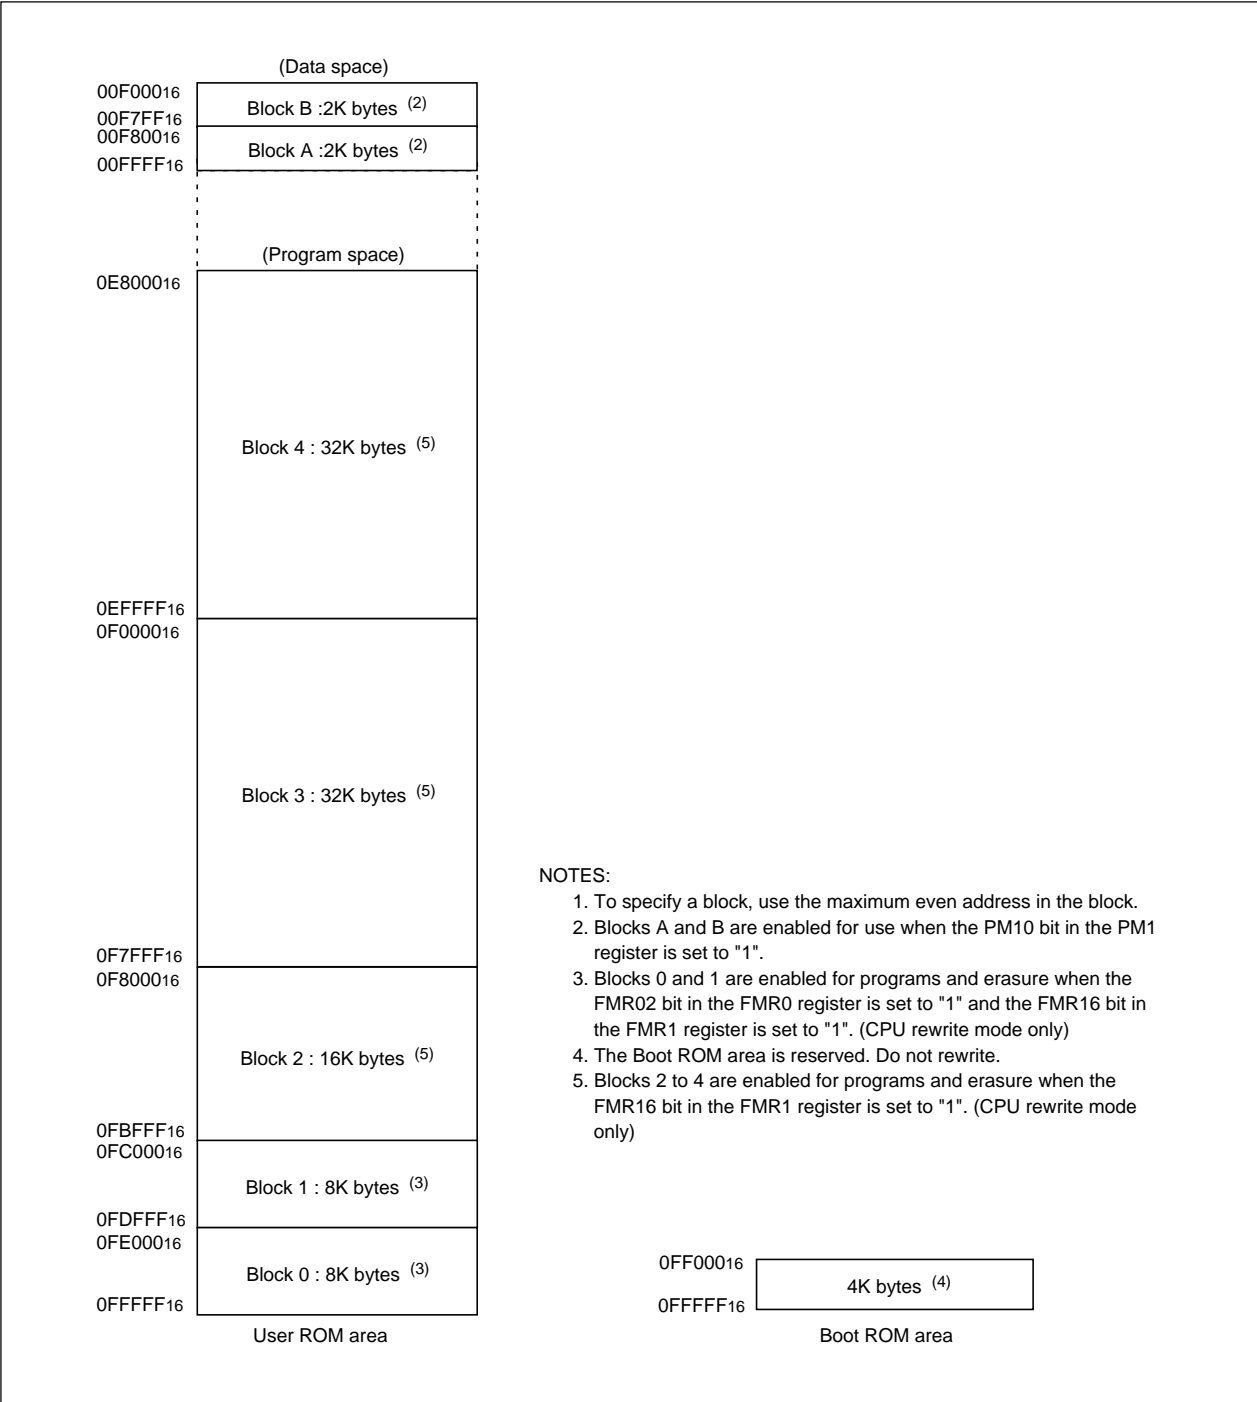 (Data space)
00F00016
Block B :2K bytes (2)
00F7FF16
00F80016
Block A :2K bytes (2)
00FFFF16
(Program space)
0E800016
Block 4 : 32K bytes (5)
0EFFFF16
0F000016
Block 3 : 32K bytes (5)
0F7FFF16
0F800016
Block 2 : 16K bytes (5)
0FBFFF16
0FC00016
Block 1 : 8K bytes (3)
0FDFFF16
0FE00016
Block 0 : 8K bytes (3)
0FFFFF16
User ROM area
NOTES:
1. To specify a block, use the maximum even address in the block.
2. Blocks A and B are enabled for use when the PM10 bit in the PM1
register is set to "1".
3. Blocks 0 and 1 are enabled for programs and erasure when the
FMR02 bit in the FMR0 register is set to "1" and the FMR16 bit in
the FMR1 register is set to "1". (CPU rewrite mode only)
4. The Boot ROM area is reserved. Do not rewrite.
5. Blocks 2 to 4 are enabled for programs and erasure when the
FMR16 bit in the FMR1 register is set to "1". (CPU rewrite mode
only)
0FF00016
4K bytes (4)
0FFFFF16
Boot ROM area